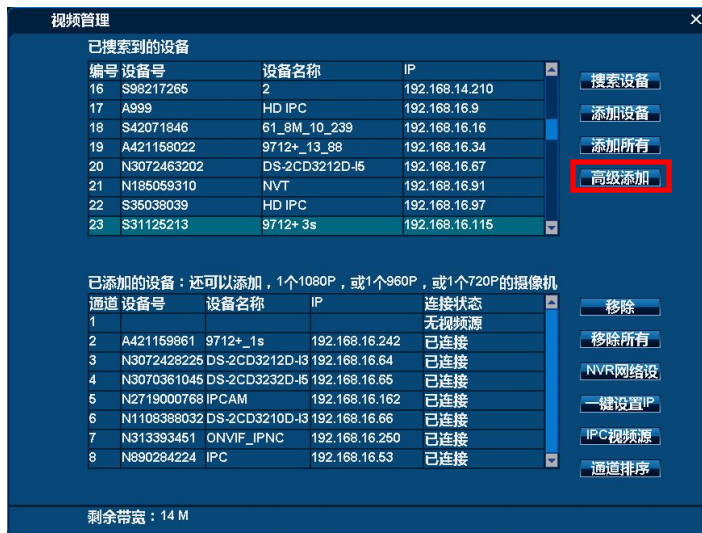 视频管理
已搜索到的设备
编号 设备号 设备名称 IP
16 S98217265 2 192.168.14.210
17 A999 HD IPC 192.168.16.9
18 S42071846 61_8M_10_239 192.168.16.16
19 A421158022 9712+_13_88 192.168.16.34
20 N3072463202 DS-2CD3212D-I5 192.168.16.67
21 N185059310 NVT 192.168.16.91
22 S35038039 HD IPC 192.168.16.97
23 S31125213 9712+ 3s 192.168.16.115
搜索设备
添加设备
添加所有
高级添加
已添加的设备：还可以添加，1个1080P，或1个960P，或1个720P的摄像机
通道 设备号 设备名称 IP 连接状态
1 无视频源
2 A421159861 9712+_1s 192.168.16.242 已连接
3 N3072428225 DS-2CD3212D-I3 192.168.16.64 已连接
4 N3070361045 DS-2CD3232D-I5 192.168.16.65 已连接
5 N2719000768 IPCAM 192.168.16.162 已连接
6 N1108388032 DS-2CD3210D-I3 192.168.16.66 已连接
7 N313393451 ONVIF_IPNC 192.168.16.250 已连接
8 N890284224 IPC 192.168.16.53 已连接
移除
移除所有
NVR网络设
一键设置IP
IPC视频源
通道排序
剩余带宽：14 M